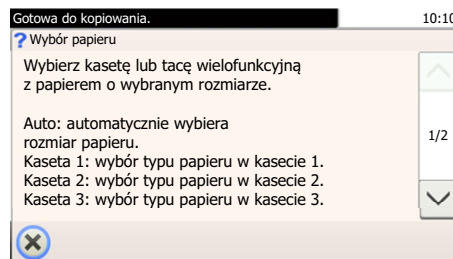 Gotowa do kopiowania. 10:10
? Wybór papieru
Wybierz kasetę lub tacę wielofunkcyjną
z papierem o wybranym rozmiarze.
Auto: automatycznie wybiera
rozmiar papieru.
1/2
Kaseta 1: wybór typu papieru w kasecie 1.
Kaseta 2: wybór typu papieru w kasecie 2.
Kaseta 3: wybór typu papieru w kasecie 3.